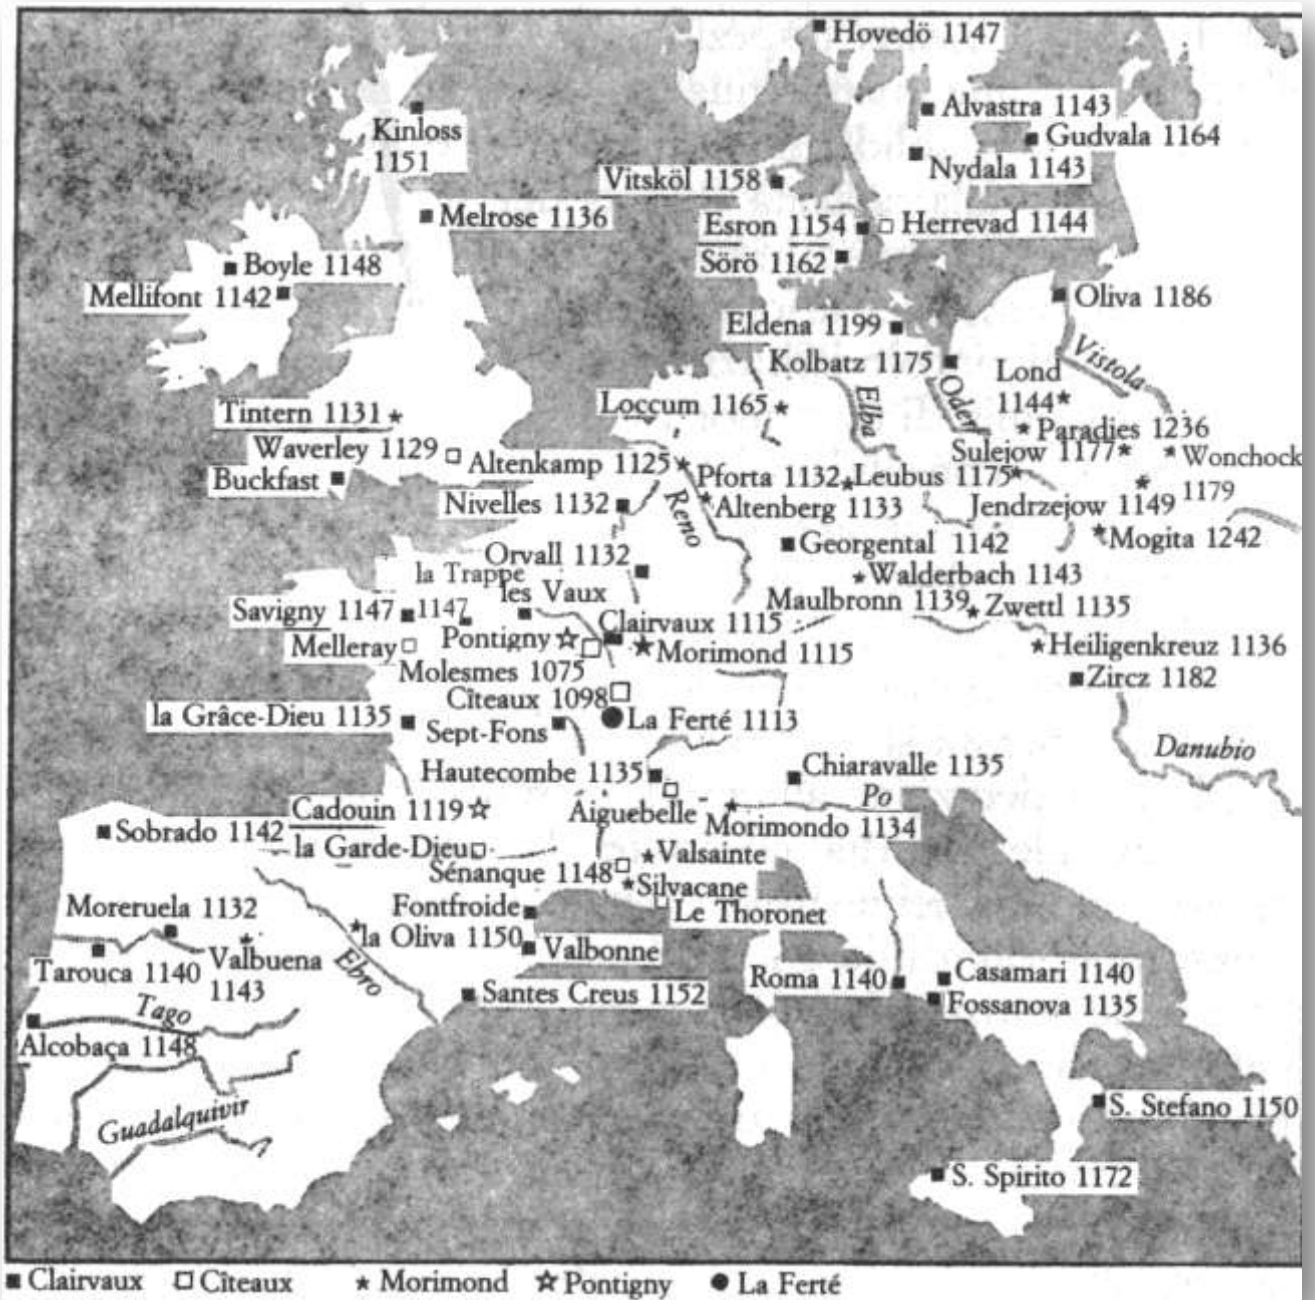 Hovedö 1147
Alvastra 1143
Kinloss
1151
Gudvala 1164
Nydala 1143
Vitsköl 1158
Melrose 1136
Esron 1154
Herrevad 1144
Sörö 1162
Boyle 1148
Mellifont 1142
Oliva 1186
Eldena 1199
Vistola
Kolbatz 1175
Lond
1144
Oder
Elba
Loccum 1165
Tintern 1131
Paradies 1236
Waverley 1129
Sulejow 1177
Wonchock
1179
Altenkamp 1125
Buckfast
Pforta 1132
Leubus 1175
Nivelles 1132
Reno
Altenberg 1133
Jendrzejow 1149
Mogita 1242
Georgental 1142
Orvall 1132
la Trappe
1147
les Vaux
Walderbach 1143
Maulbronn 1139
Zwettl 1135
Savigny 1147
Clairvaux 1115
Melleray
Pontigny
Morimond 1115
Heiligenkreuz 1136
Molesmes 1075
Zircz 1182
Cîteaux 1098
la Grâce-Dieu 1135
La Ferté 1113
Sept-Fons
Danubio
Hautecombe 1135
Chiaravalle 1135
Po
Cadouin 1119
Aiguebelle
Morimondo 1134
Sobrado 1142
la Garde-Dieu
Valsainte
Sénanque 1148
Silvacane
Moreruela 1132
Fontfroide
Le Thoronet
la Oliva 1150
Valbonne
Tarouca 1140
Valbuena
1143
Ebro
Roma 1140
Casamari 1140
Santes Creus 1152
Fossanova 1135
Tago
Alcobaça 1148
Guadalquivir
S. Stefano 1150
S. Spirito 1172
Clairvaux Cîteaux Morimond Pontigny La Ferté